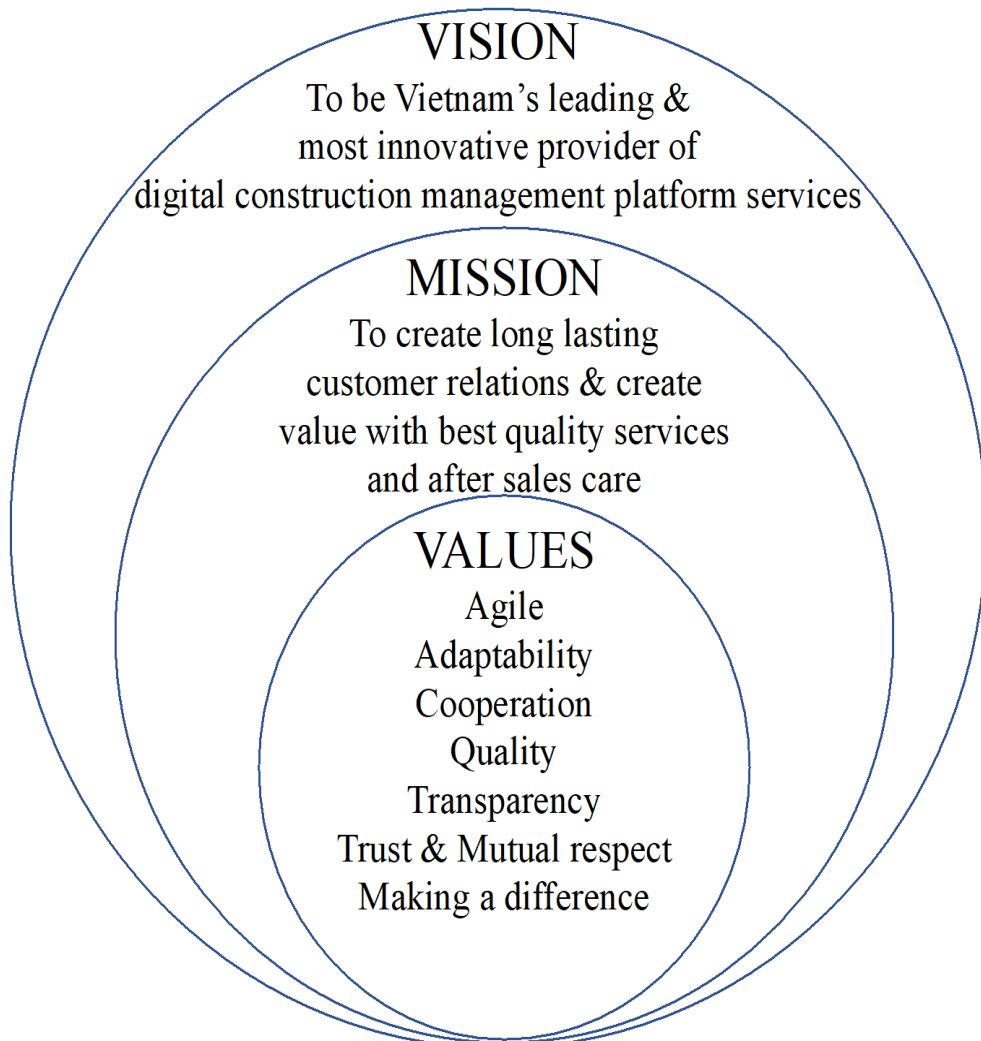 VISION
To be Vietnam’s leading &
most innovative provider of
digital construction management platform services
MISSION
To create long lasting
customer relations & create
value with best quality services
and after sales care
VALUES
Agile
Adaptability
Cooperation
Quality
Transparency
Trust & Mutual respect
Making a difference